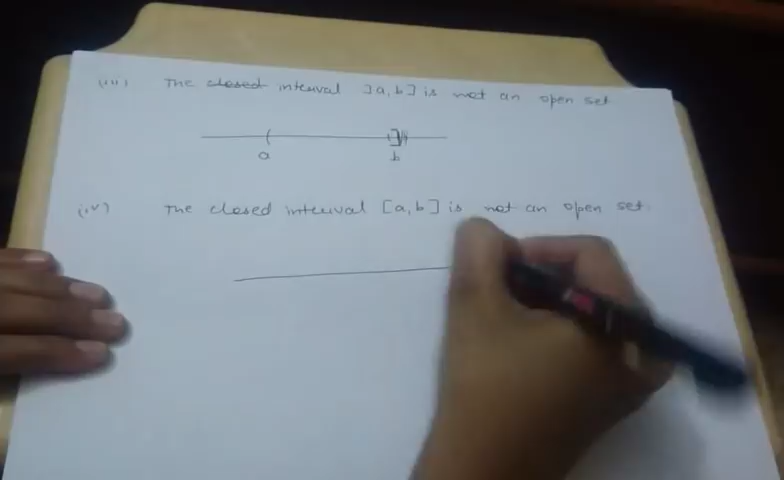 (iii) The closed interval ]a,b] is not an open set
a b
(iv) The closed interval [a,b] is not an open set.